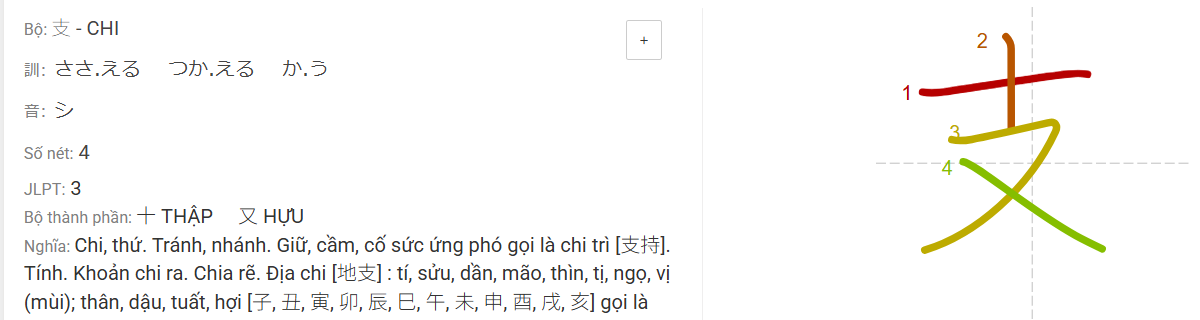 Bộ: 支 - CHI
+
訓: ささ.える つか.える か.う
音: シ
Số nét: 4
JLPT: 3
Bộ thành phần: 十 THẬP 又 HỰU
Nghĩa: Chi, thứ. Tránh, nhánh. Giữ, cầm, cố sức ứng phó gọi là chi trì [支持].
Tính. Khoản chi ra. Chia rẽ. Địa chi [地支] : tí, sửu, dần, mão, thìn, tị, ngọ, vị
(mùi); thân, dậu, tuất, hợi [子, 丑, 寅, 卯, 辰, 巳, 午, 未, 申, 酉, 戌, 亥] gọi là
支
1
2
3
4